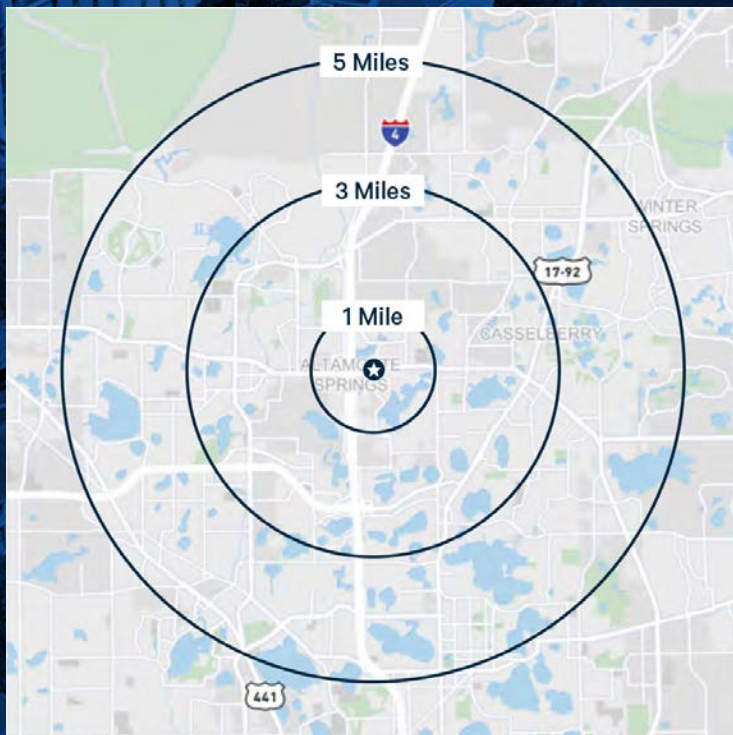 5 Miles
4
3 Miles
WINTER
SPRINGS
17-92
1 Mile
CASSELBERRY
ALTAMONTE
SPRINGS
441